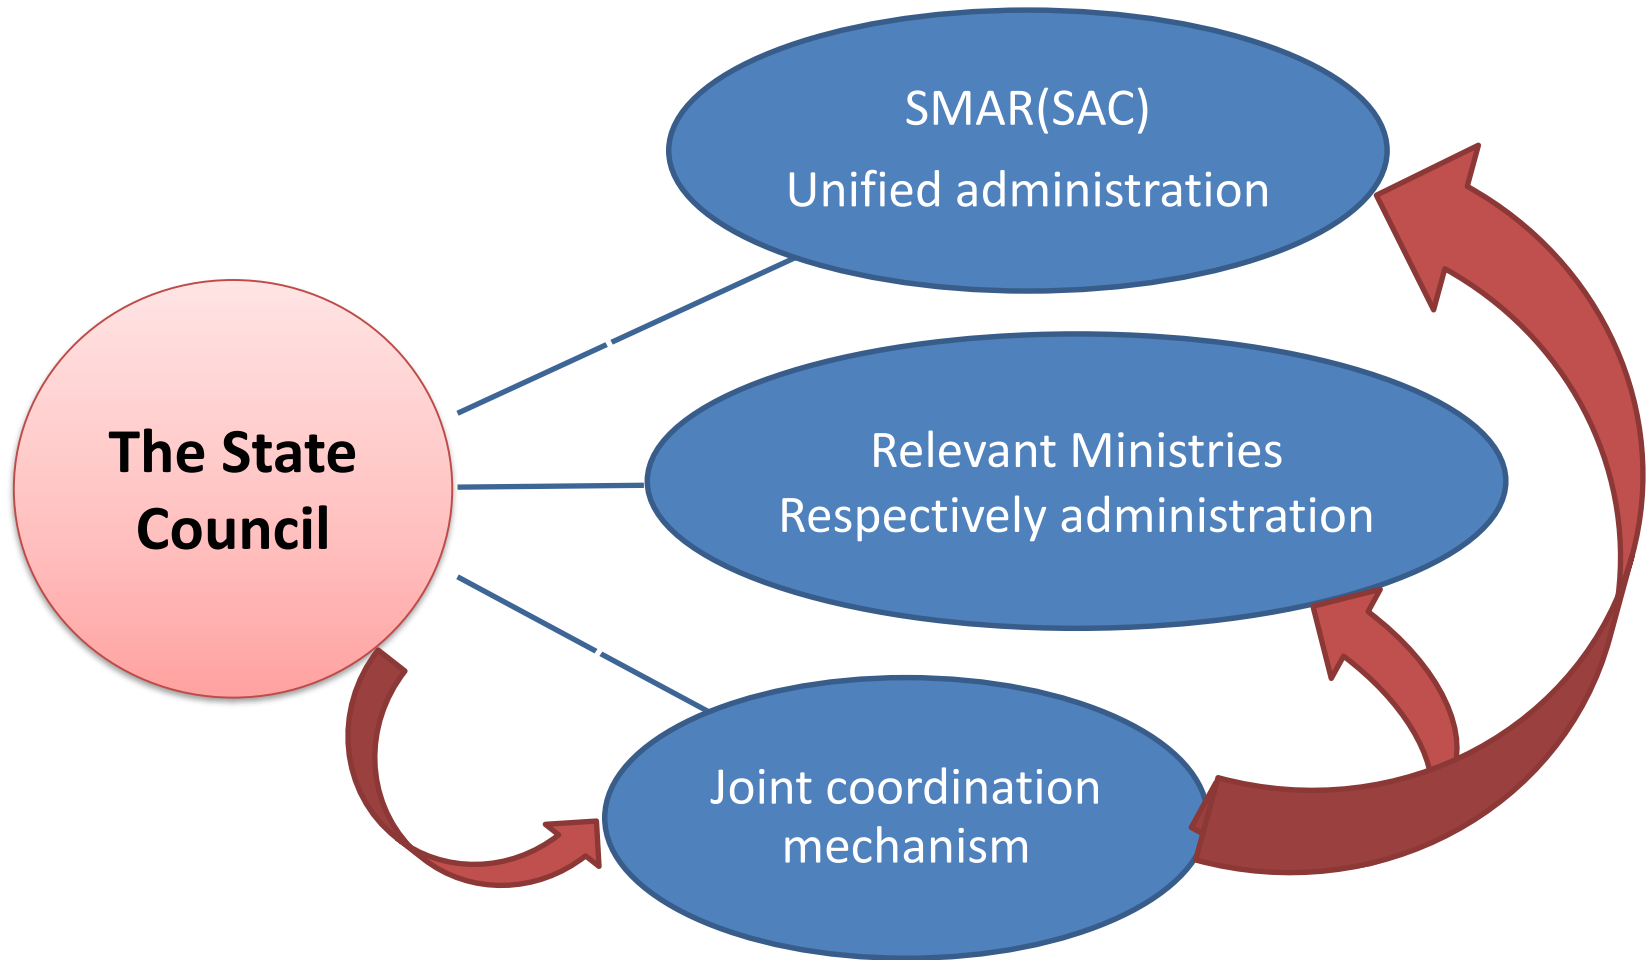 SMAR(SAC)
Unified administration
The State
Council
Relevant Ministries
Respectively administration
Joint coordination
mechanism